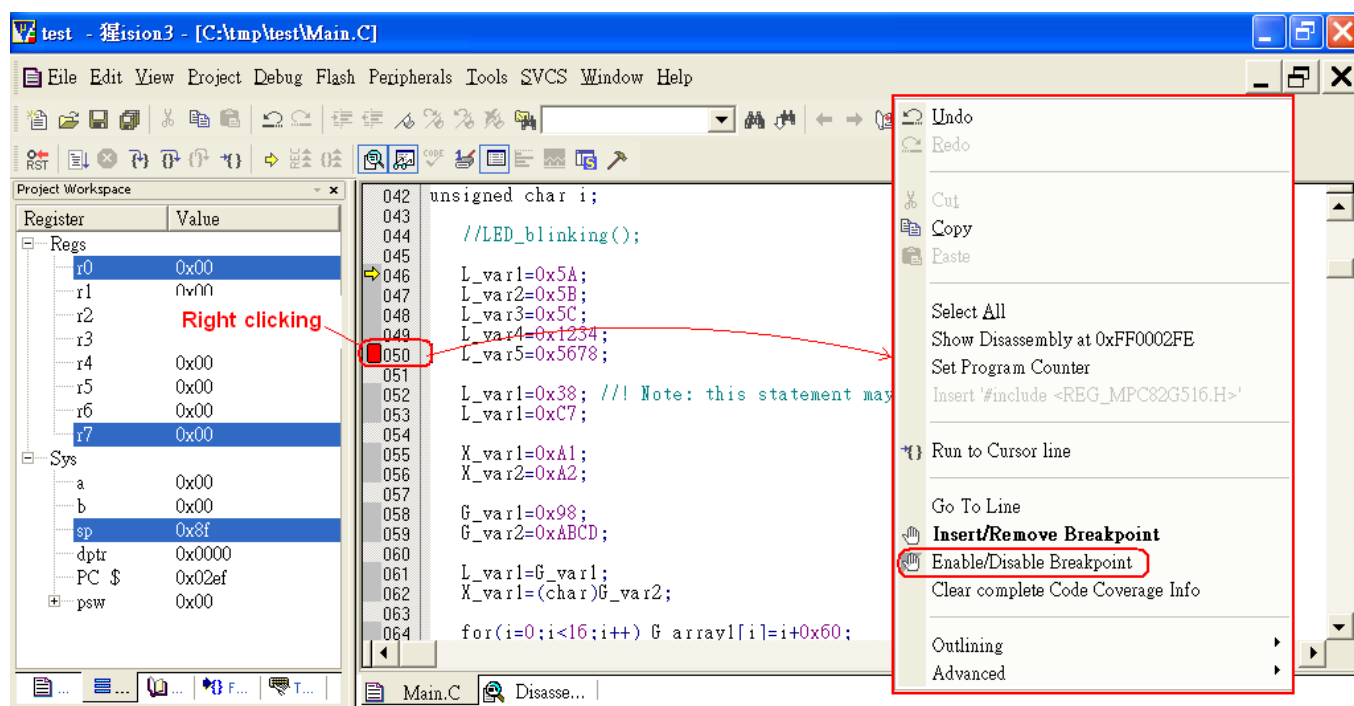 test - 猩ision3 - [C:\tmp\test\Main.C]
File Edit View Project Debug Flash Peripherals Tools SVCS Window Help
Project Workspace
Register Value
Regs
r0 0x00
r1 0x00
r2
r3
r4 0x00
r5 0x00
r6 0x00
r7 0x00
Sys
a 0x00
b 0x00
sp 0x8f
dptr 0x0000
PC $ 0x02ef
psw 0x00
Right clicking
042 unsigned char i;
043
044 //LED_blinking();
045
046 L_var1=0x5A;
047 L_var2=0x5B;
048 L_var3=0x5C;
049 L_var4=0x1234;
050 L_var5=0x5678;
051
052 L_var1=0x38; //! Note: this statement may
053 L_var1=0xC7;
054
055 X_var1=0xA1;
056 X_var2=0xA2;
057
058 G_var1=0x98;
059 G_var2=0xABCD;
060
061 L_var1=G_var1;
062 X_var1=(char)G_var2;
063
064 for(i=0;i<16;i++) G_array1[i]=i+0x60;
Undo
Redo
Cut
Copy
Paste
Select All
Show Disassembly at 0xFF0002FE
Set Program Counter
Insert '#include <REG_MPC82G516.H>'
Run to Cursor line
Go To Line
Insert/Remove Breakpoint
Enable/Disable Breakpoint
Clear complete Code Coverage Info
Outlining
Advanced
... ... ... F... T...
Main.C Disasse...
RST
CODE